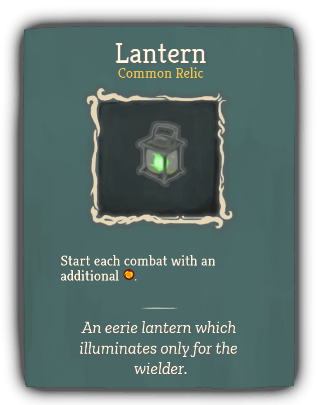 Lantern
Common Relic
Start each combat with an
additional .
An eerie lantern which
illuminates only for the
wielder.